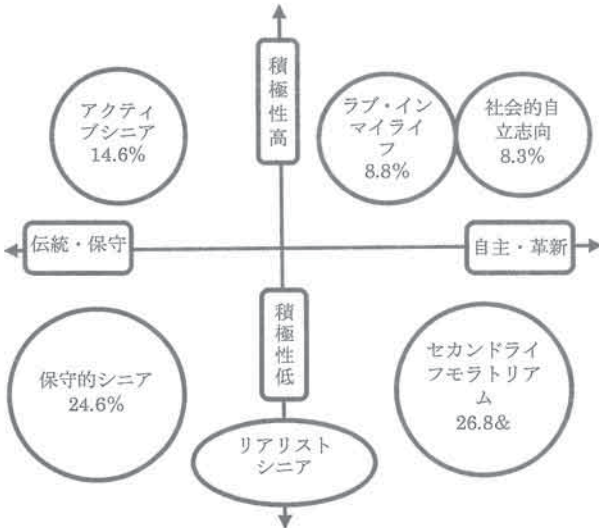 積極性高
アクティ
ブシニア
14.6%
ラブ・イン
マイライ
フ
8.8%
社会的自
立志向
8.3%
伝統・保守
自主・革新
積極性低
保守的シニア
24.6%
セカンドライ
フモラトリア
ム
26.8&
リアリスト
シニア